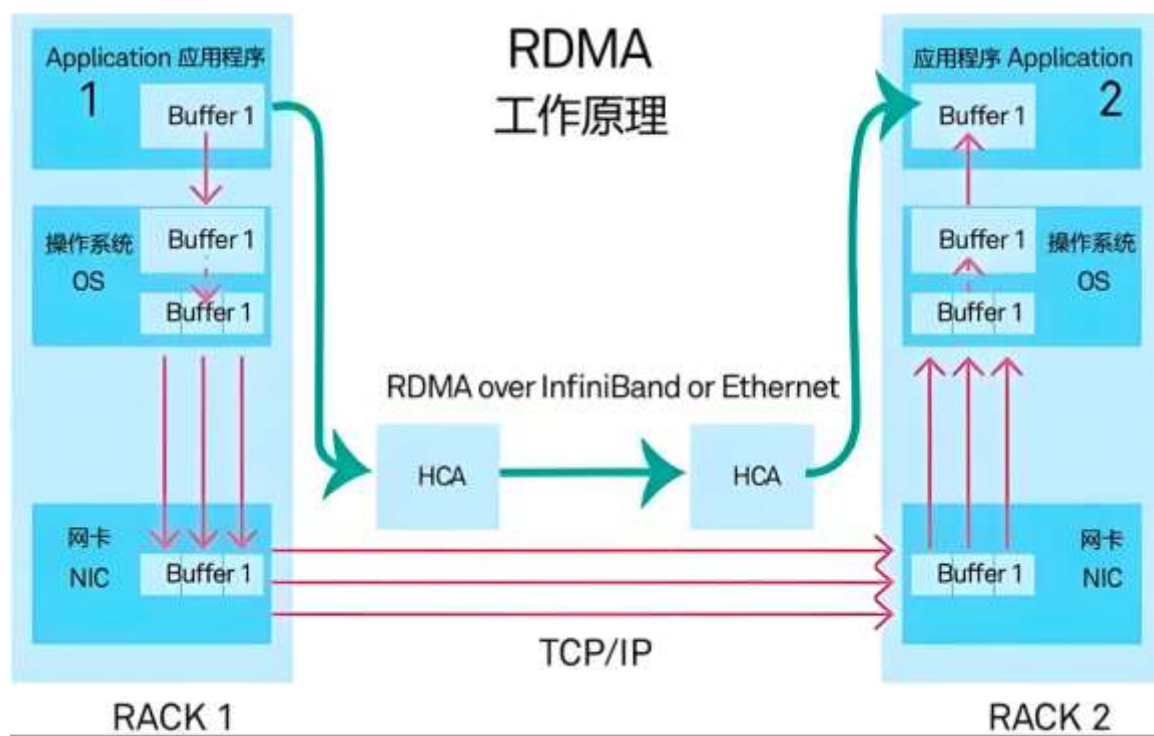 RDMA
工作原理
Application 应用程序
1
Buffer 1
操作系统
OS
Buffer 1
Buffer 1
网卡
NIC
Buffer 1
RACK 1
RDMA over InfiniBand or Ethernet
HCA
HCA
TCP/IP
应用程序 Application
2
Buffer 1
Buffer 1
操作系统
OS
Buffer 1
网卡
NIC
Buffer 1
RACK 2